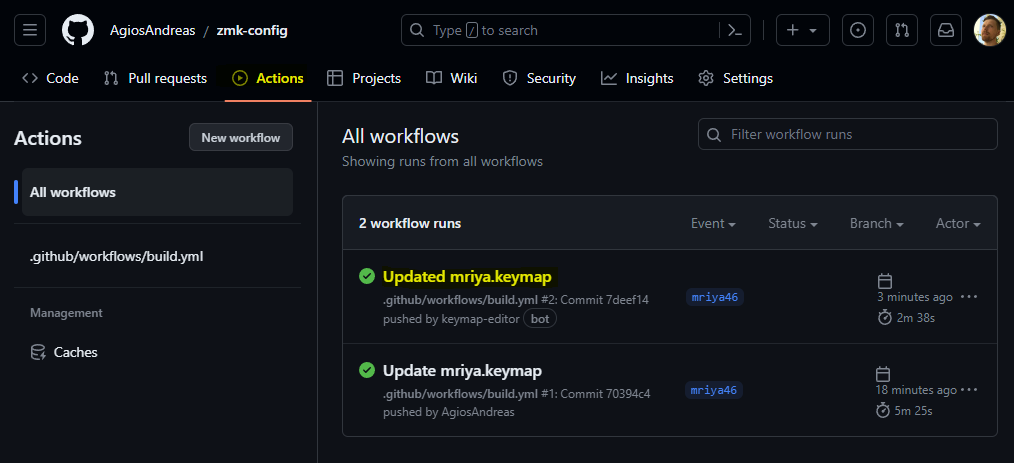 AgiosAndreas / zmk-config
Type / to search
Code Pull requests Actions Projects Wiki Security Insights Settings
Actions
New workflow
All workflows
.github/workflows/build.yml
Management
Caches
All workflows
Showing runs from all workflows
Filter workflow runs
2 workflow runs Event Status Branch Actor
Updated mriya.keymap
.github/workflows/build.yml #2: Commit 7deef14
pushed by keymap-editor bot
mriya46
3 minutes ago
2m 38s
Update mriya.keymap
.github/workflows/build.yml #1: Commit 70394c4
pushed by AgiosAndreas
mriya46
18 minutes ago
5m 25s